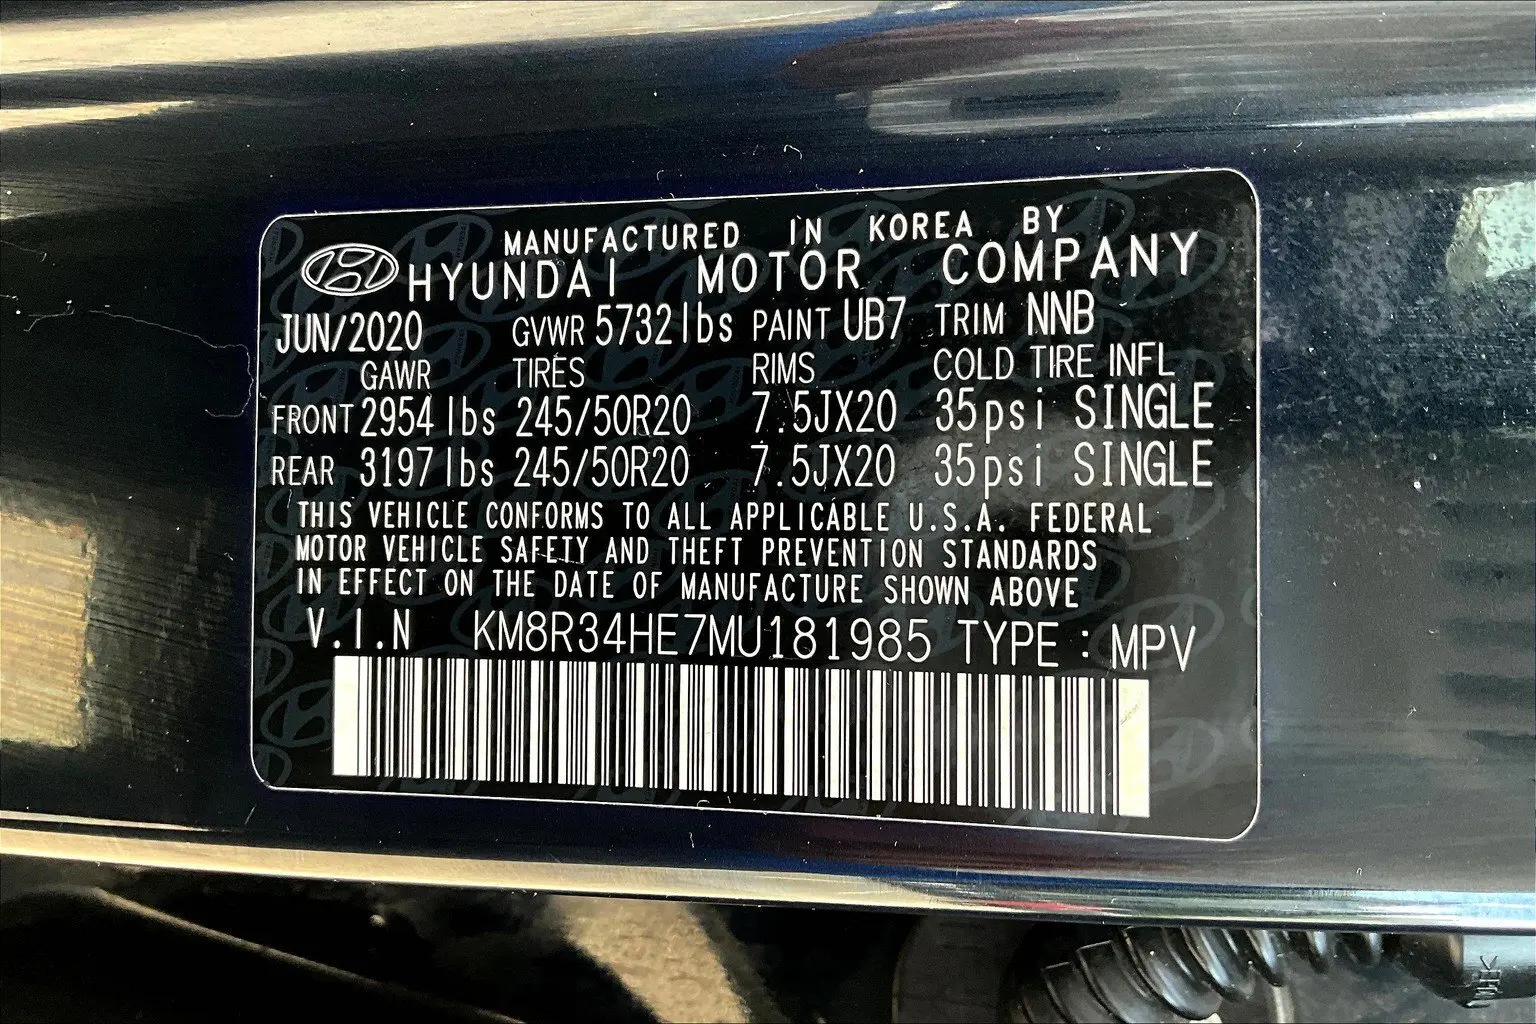 MANUFACTURED IN KOREA BY
HYUNDAI MOTOR COMPANY
JUN/2020 GVWR 5732lbs PAINT UB7 TRIM NNB
GAWR TIRES RIMS COLD TIRE INFL
FRONT 2954lbs 245/50R20 7.5JX20 35psi SINGLE
REAR 3197lbs 245/50R20 7.5JX20 35psi SINGLE
THIS VEHICLE CONFORMS TO ALL APPLICABLE U.S.A. FEDERAL
MOTOR VEHICLE SAFETY AND THEFT PREVENTION STANDARDS
IN EFFECT ON THE DATE OF MANUFACTURE SHOWN ABOVE
V.I.N KM8R34HE7MU181985 TYPE : MPV